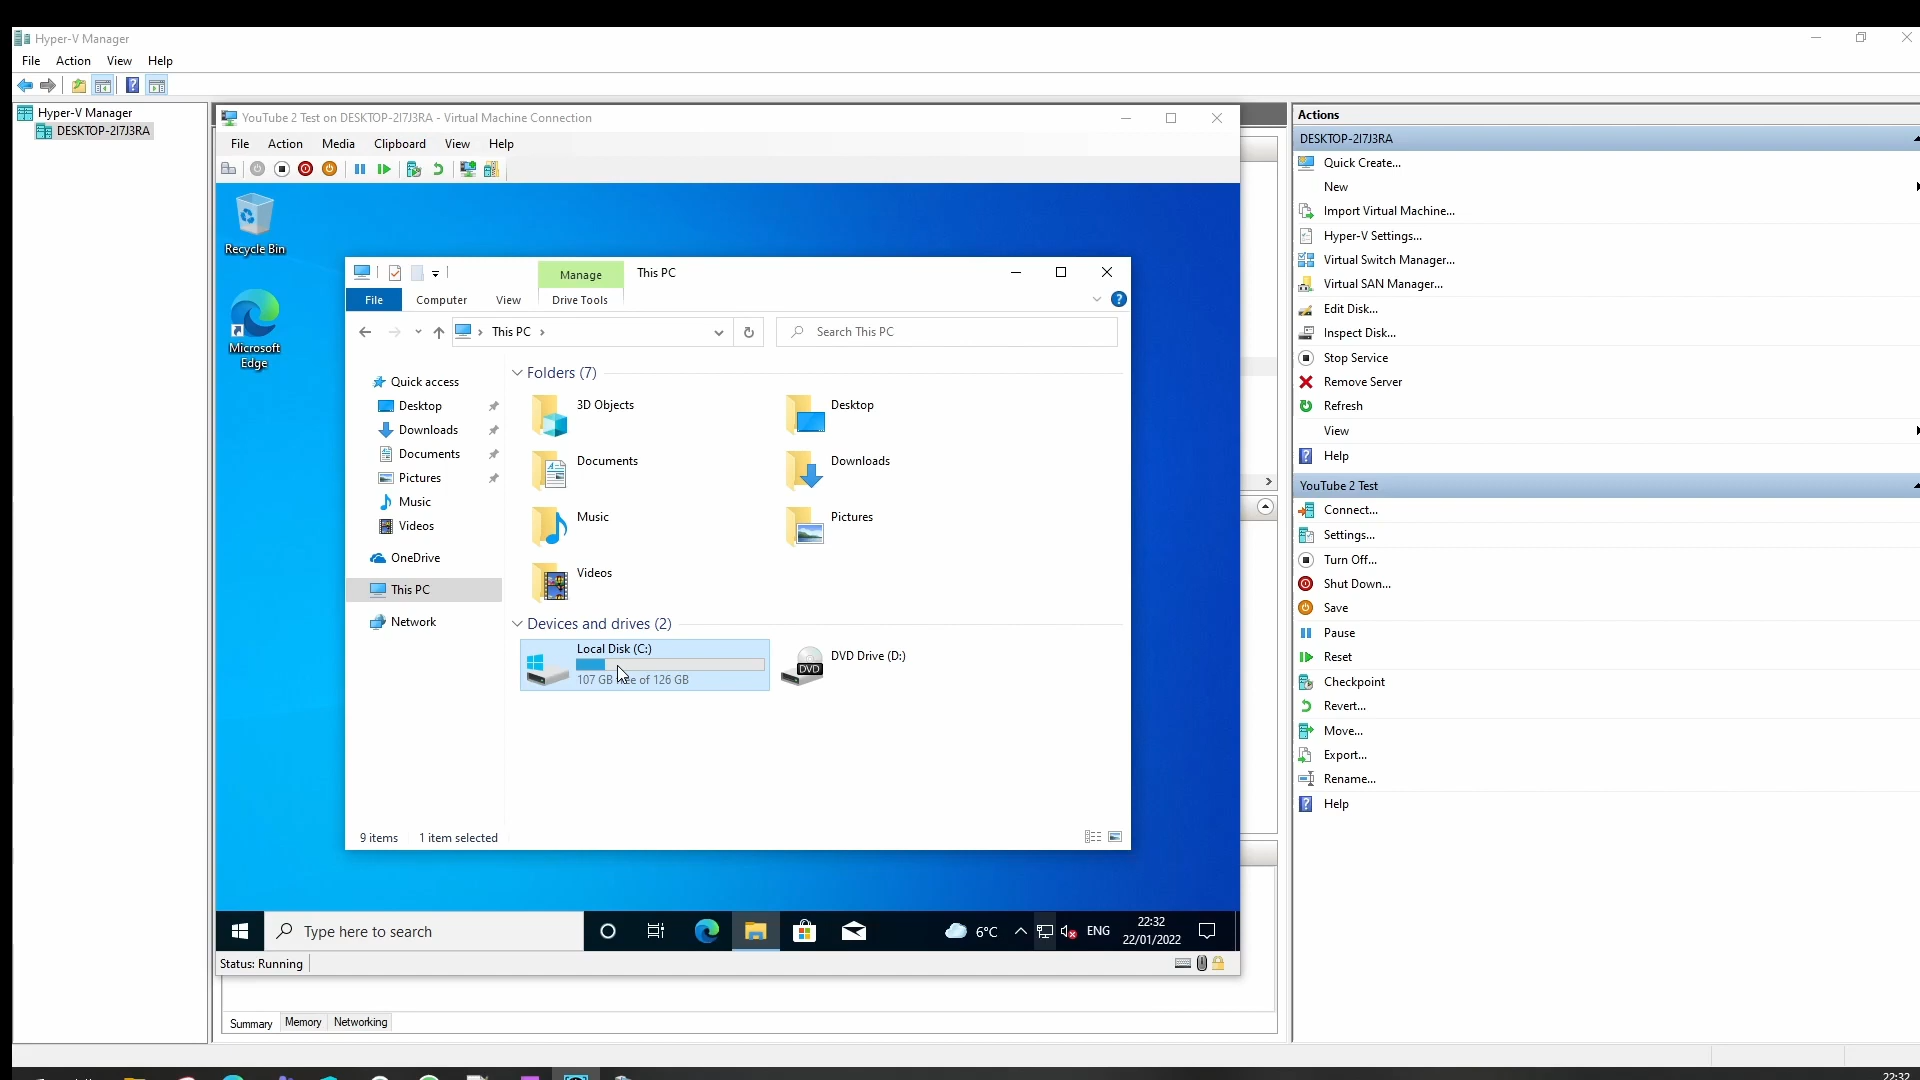 Hyper-V Manager
File Action View Help
Hyper-V Manager
DESKTOP-2I7J3RA
YouTube 2 Test on DESKTOP-2I7J3RA - Virtual Machine Connection
File Action Media Clipboard View Help
Recycle Bin
Microsoft
Edge
Manage
This PC
File Computer View Drive Tools
This PC
Search This PC
Quick access
Desktop
Downloads
Documents
Pictures
Music
Videos
OneDrive
This PC
Network
Folders (7)
3D Objects
Desktop
Documents
Downloads
Music
Pictures
Videos
Devices and drives (2)
Local Disk (C:)
107 GB of 126 GB
DVD Drive (D:)
DVD
9 items 1 item selected
Type here to search
6°C
ENG
22:32
22/01/2022
Status: Running
Summary Memory Networking
Actions
DESKTOP-2I7J3RA
Quick Create...
New
Import Virtual Machine...
Hyper-V Settings...
Virtual Switch Manager...
Virtual SAN Manager...
Edit Disk...
Inspect Disk...
Stop Service
Remove Server
Refresh
View
Help
YouTube 2 Test
Connect...
Settings...
Turn Off...
Shut Down...
Save
Pause
Reset
Checkpoint
Revert...
Move...
Export...
Rename...
Help
22:32